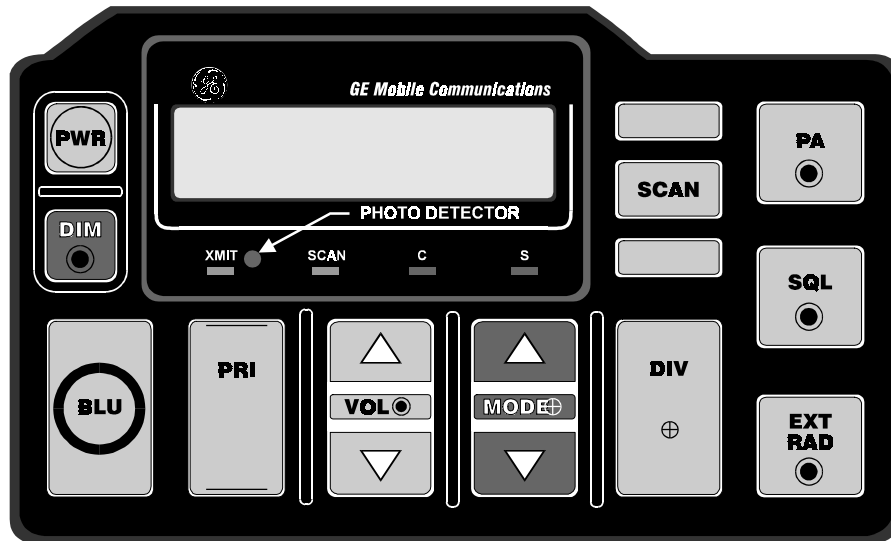 GE Mobile Communications
PWR
PA
SCAN
PHOTO DETECTOR
DIM
XMIT
SCAN
C
S
SQL
BLU
PRI
VOL
MODE
DIV
EXT
RAD